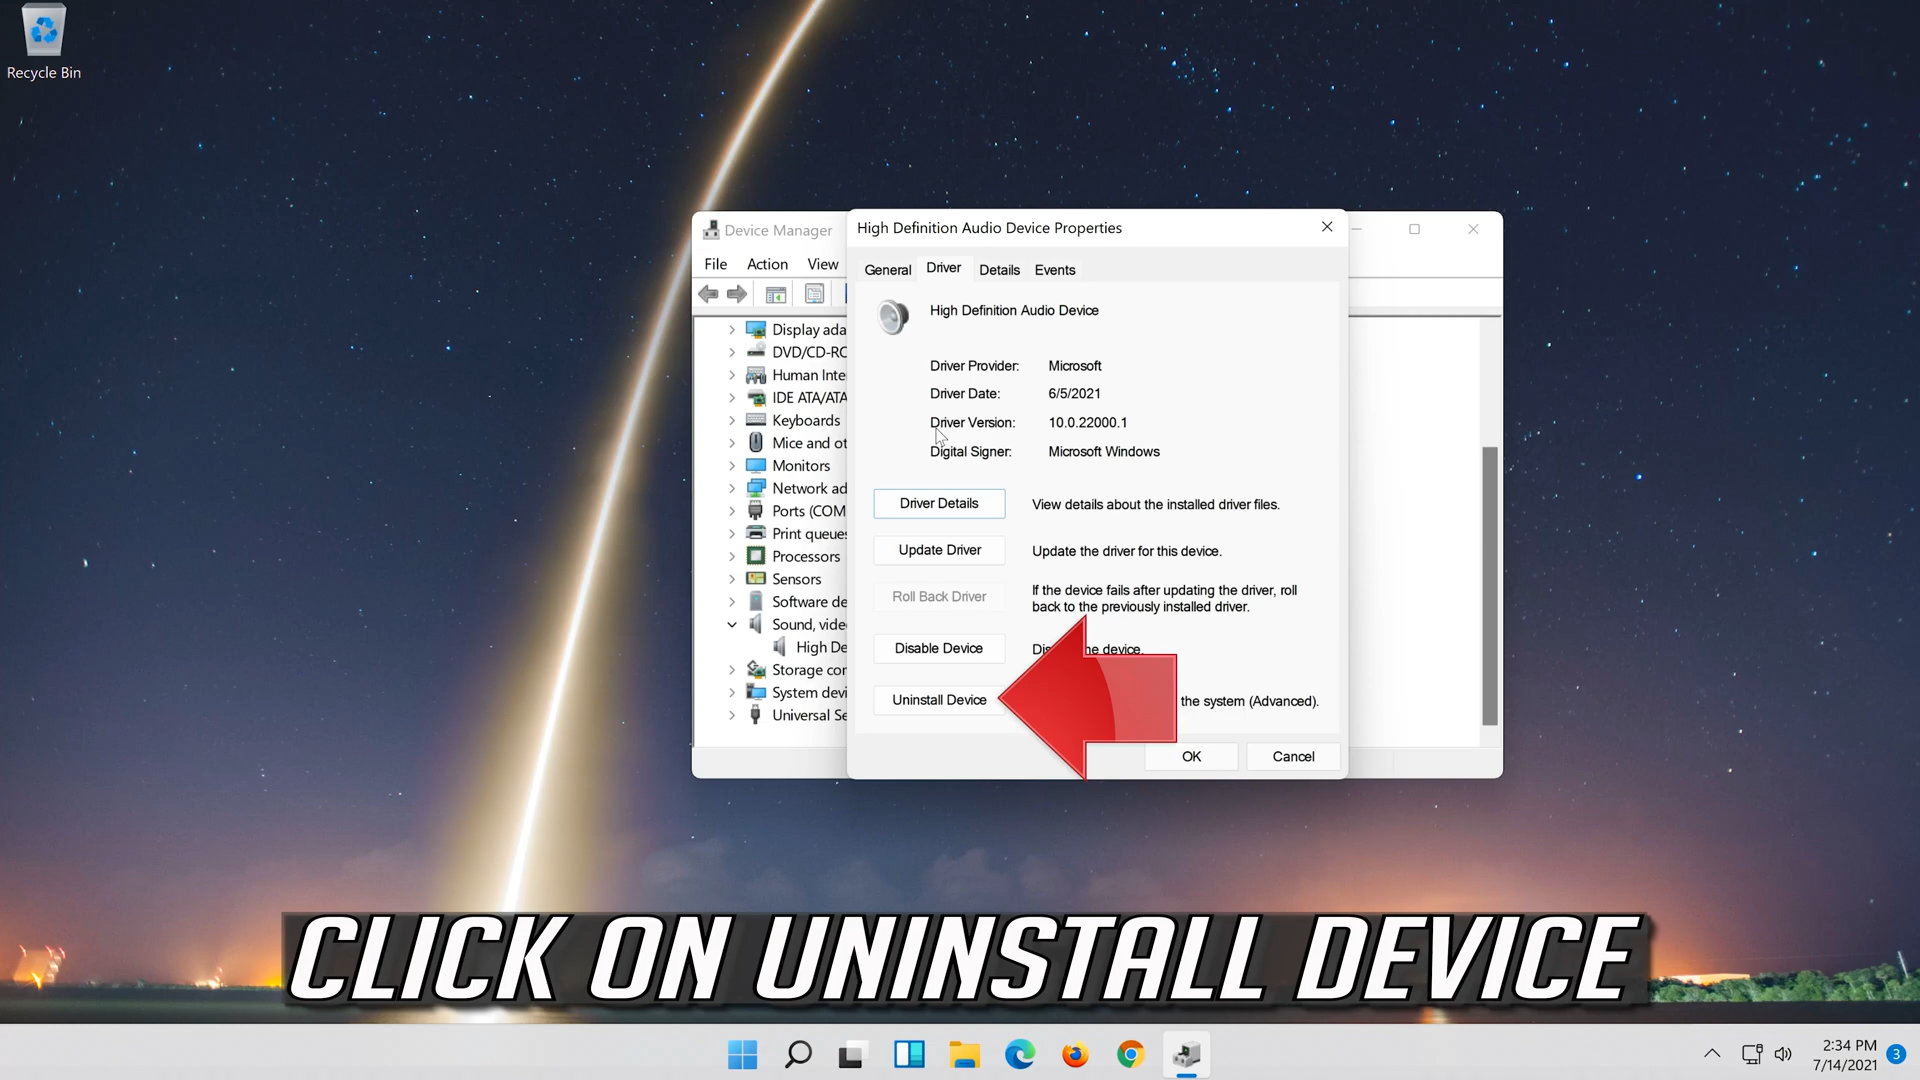 Recycle Bin
Device Manager
High Definition Audio Device Properties
File Action View
General Driver Details Events
High Definition Audio Device
Driver Provider: Microsoft
Driver Date: 6/5/2021
Driver Version: 10.0.22000.1
Digital Signer: Microsoft Windows
Display ada
DVD/CD-RO
Human Inte
IDE ATA/ATA
Keyboards
Mice and ot
Monitors
Network ad
Ports (COM
Print queues
Processors
Sensors
Software de
Sound, vide
High De
Storage cor
System devi
Universal Se
Driver Details View details about the installed driver files.
Update Driver Update the driver for this device.
Roll Back Driver If the device fails after updating the driver, roll
back to the previously installed driver.
Disable Device device.
Uninstall Device the system (Advanced).
OK Cancel
CLICK ON UNINSTALL DEVICE
2:34 PM
7/14/2021
3